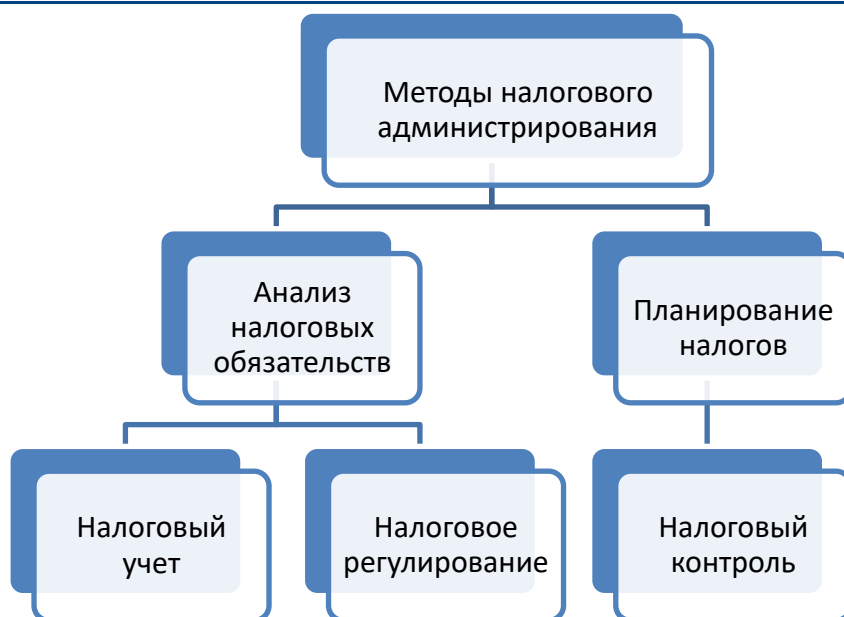 Методы налогового
администрирования
Анализ
налоговых
обязательств
Планирование
налогов
Налоговый
учет
Налоговое
регулирование
Налоговый
контроль